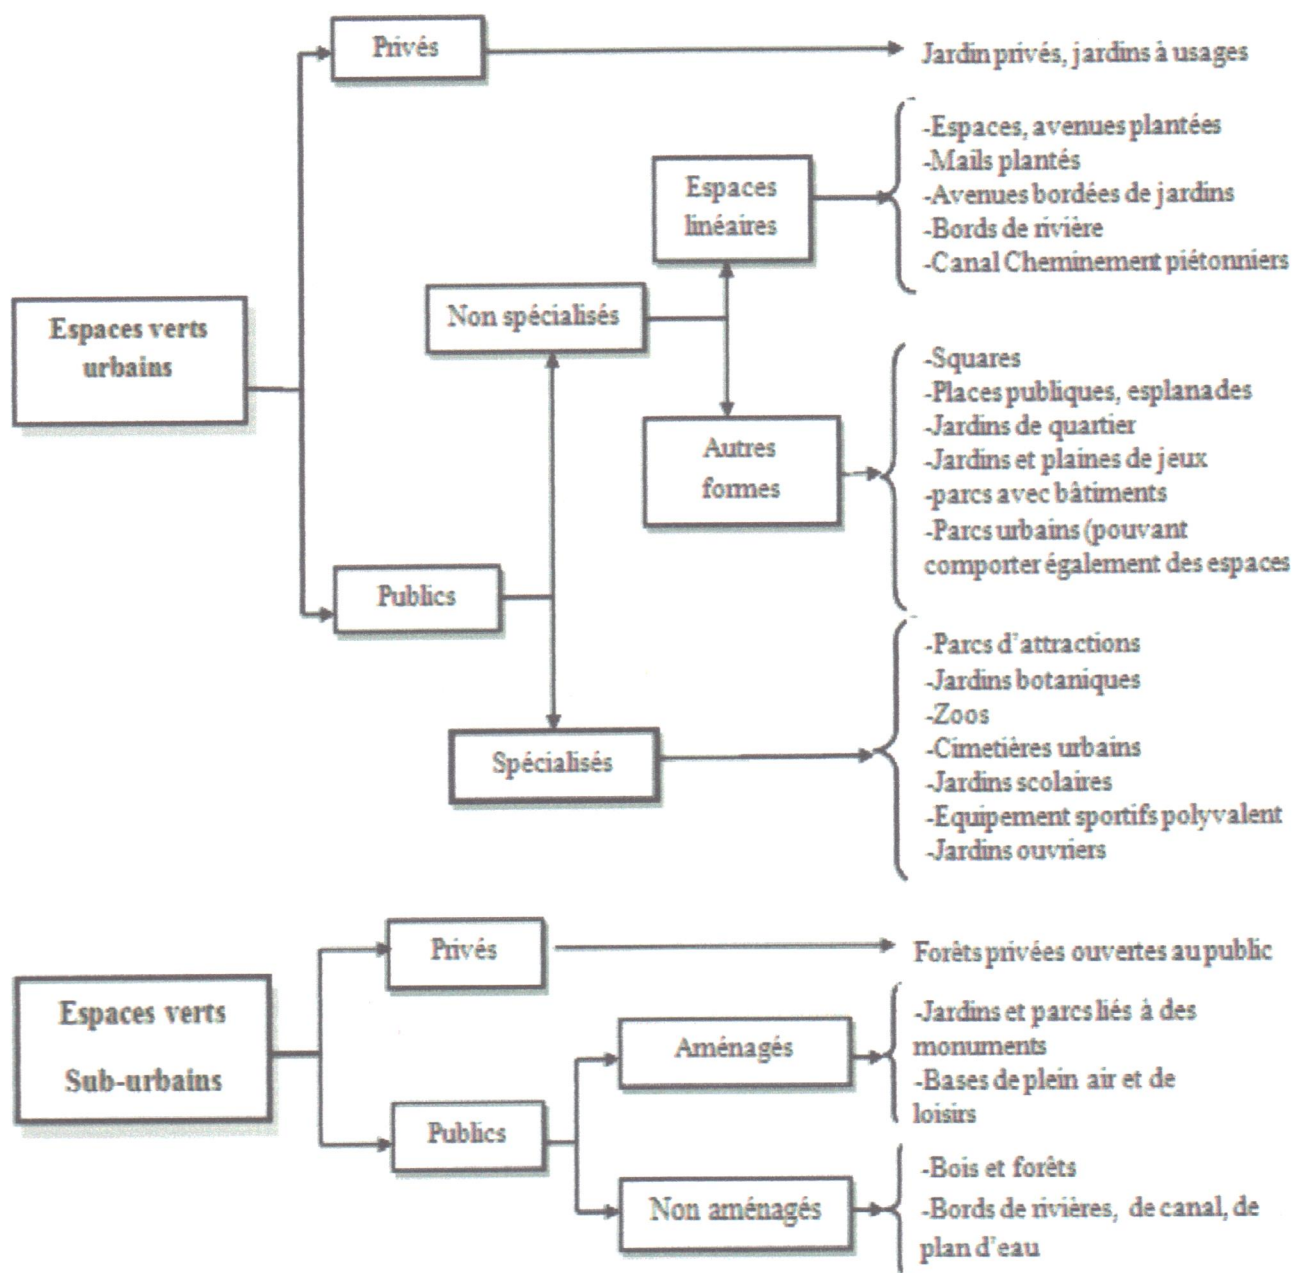 Privés
Jardin privés, jardins à usages
-Espaces, avenues plantées
-Mails plantés
-Avenues bordées de jardins
-Bords de rivière
-Canal Cheminement piétonniers
Espaces
linéaires
Non spécialisés
Espaces verts
urbains
-Squares
-Places publiques, esplanades
-Jardins de quartier
-Jardins et plaines de jeux
-parcs avec bâtiments
-Parcs urbains (pouvant
comporter également des espaces
Autres
formes
Publics
-Parcs d'attractions
-Jardins botaniques
-Zoos
-Cimetières urbains
-Jardins scolaires
-Equipement sportifs polyvalent
-Jardins ouvriers
Spécialisés
Privés
Forêts privées ouvertes au public
Espaces verts
Sub-urbains
Aménagés
-Jardins et parcs liés à des
monuments
-Bases de plein air et de
loisirs
Publics
Non aménagés
-Bois et forêts
-Bords de rivières, de canal, de
plan d'eau